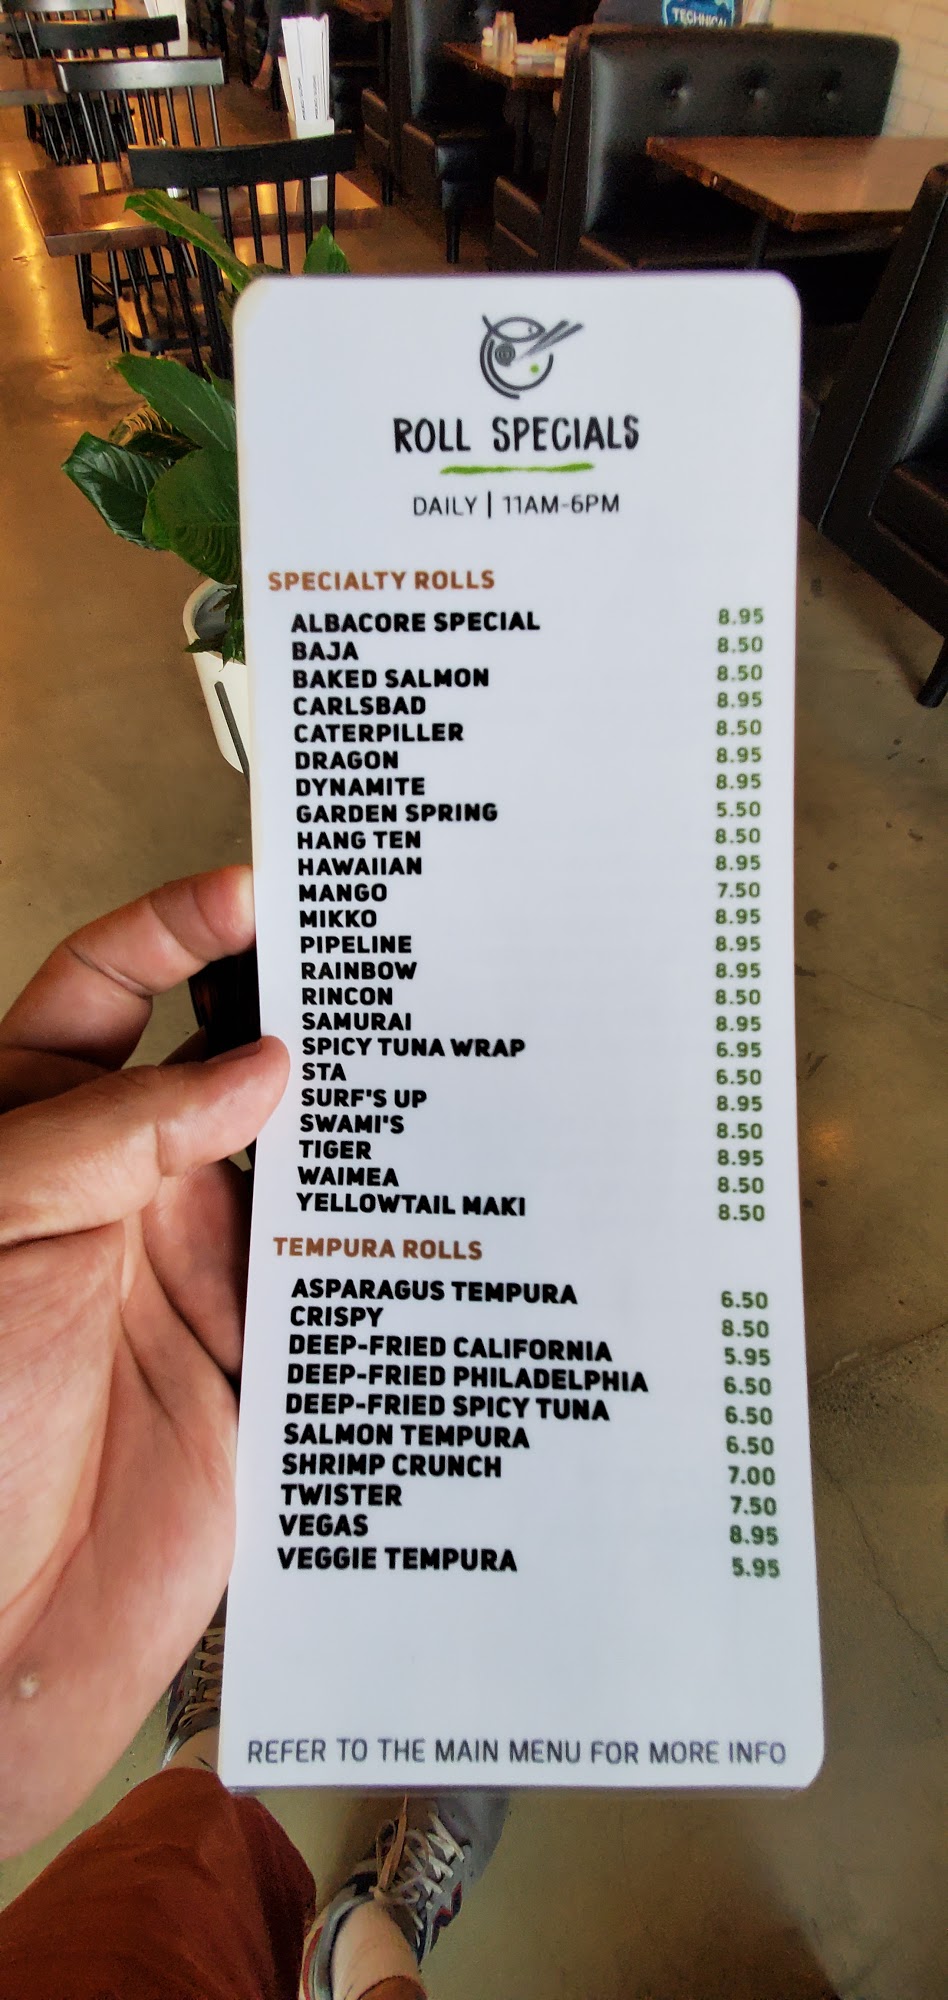 TECHNICAL
ROLL SPECIALS
DAILY | 11AM-6PM
SPECIALTY ROLLS
ALBACORE SPECIAL 8.95
BAJA 8.50
BAKED SALMON 8.50
CARLSBAD 8.95
CATERPILLER 8.50
DRAGON 8.95
DYNAMITE 8.95
GARDEN SPRING 5.50
HANG TEN 8.50
HAWAIIAN 8.95
MANGO 7.50
MIKKO 8.95
PIPELINE 8.95
RAINBOW 8.95
RINCON 8.50
SAMURAI 8.95
SPICY TUNA WRAP 6.95
STA 6.50
SURF'S UP 8.95
SWAMI'S 8.50
TIGER 8.95
WAIMEA 8.50
YELLOWTAIL MAKI 8.50
TEMPURA ROLLS
ASPARAGUS TEMPURA 6.50
CRISPY 8.50
DEEP-FRIED CALIFORNIA 5.95
DEEP-FRIED PHILADELPHIA 6.50
DEEP-FRIED SPICY TUNA 6.50
SALMON TEMPURA 6.50
SHRIMP CRUNCH 7.00
TWISTER 7.50
VEGAS 8.95
VEGGIE TEMPURA 5.95
REFER TO THE MAIN MENU FOR MORE INFO